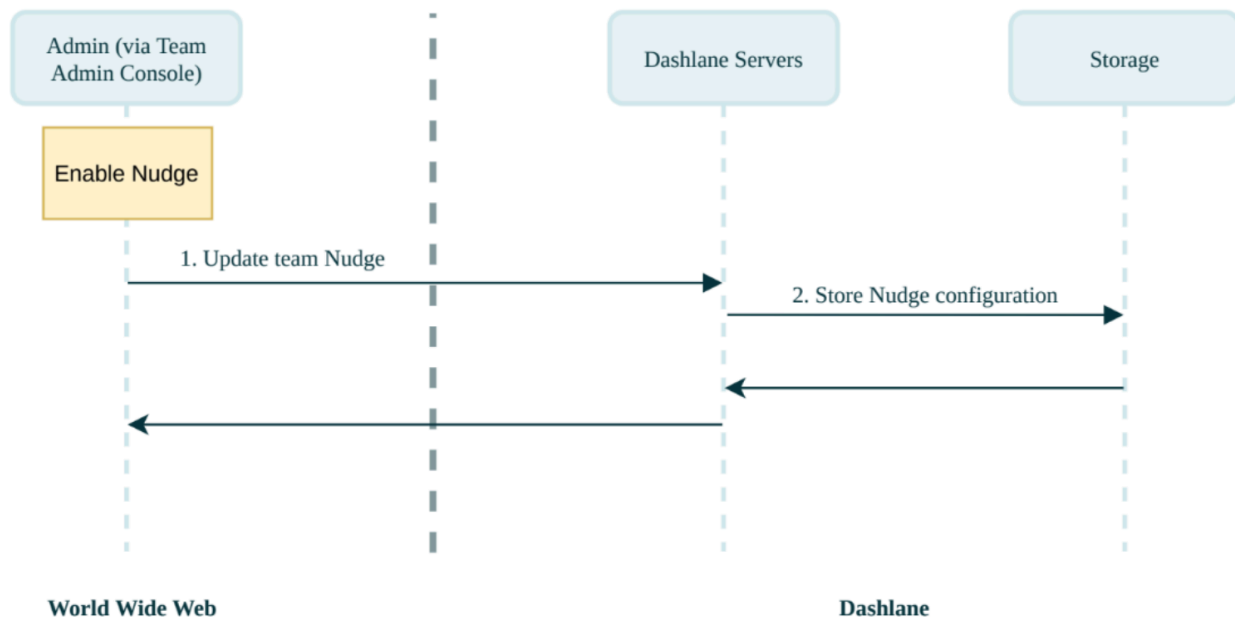 Admin (via Team
Admin Console)
Dashlane Servers
Storage
Enable Nudge
1. Update team Nudge
2. Store Nudge configuration
World Wide Web
Dashlane